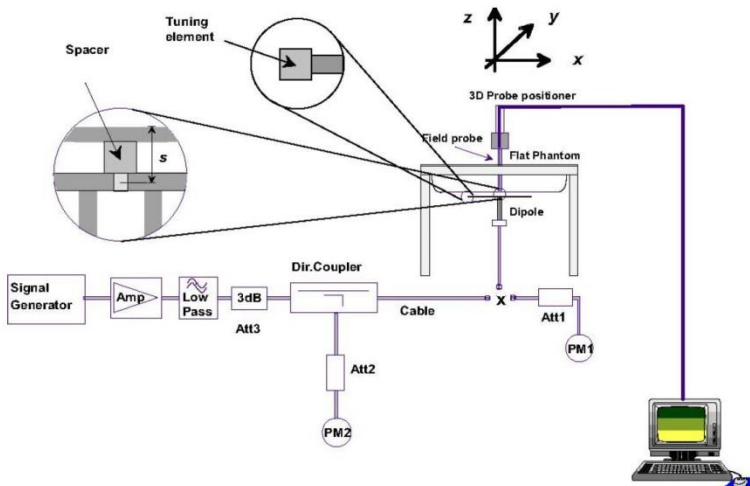 Tuning
element
Spacer
s
z
y
x
3D Probe positioner
Field probe
Flat Phantom
Dipole
Dir.Coupler
Signal
Generator
Amp
Low
Pass
3dB
Att3
Cable
x
Att1
PM1
Att2
PM2